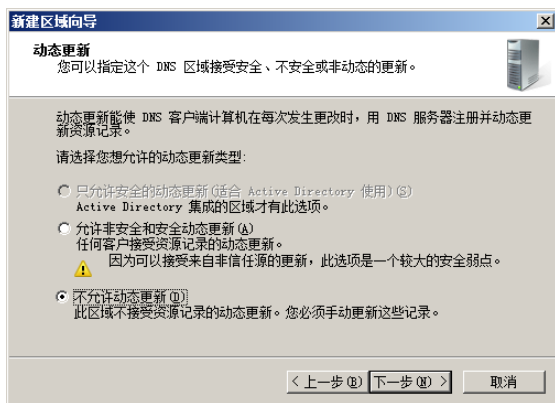 新建区域向导
动态更新
您可以指定这个 DNS 区域接受安全、不安全或非动态的更新。
动态更新能使 DNS 客户端计算机在每次发生更改时，用 DNS 服务器注册并动态更
新资源记录。
请选择您想允许的动态更新类型:
只允许安全的动态更新(适合 Active Directory 使用)(S)
Active Directory 集成的区域才有此选项。
允许非安全和安全动态更新(A)
任何客户接受资源记录的动态更新。
因为可以接受来自非信任源的更新，此选项是一个较大的安全弱点。
不允许动态更新(D)
此区域不接受资源记录的动态更新。您必须手动更新这些记录。
< 上一步(B) 下一步(N) > 取消